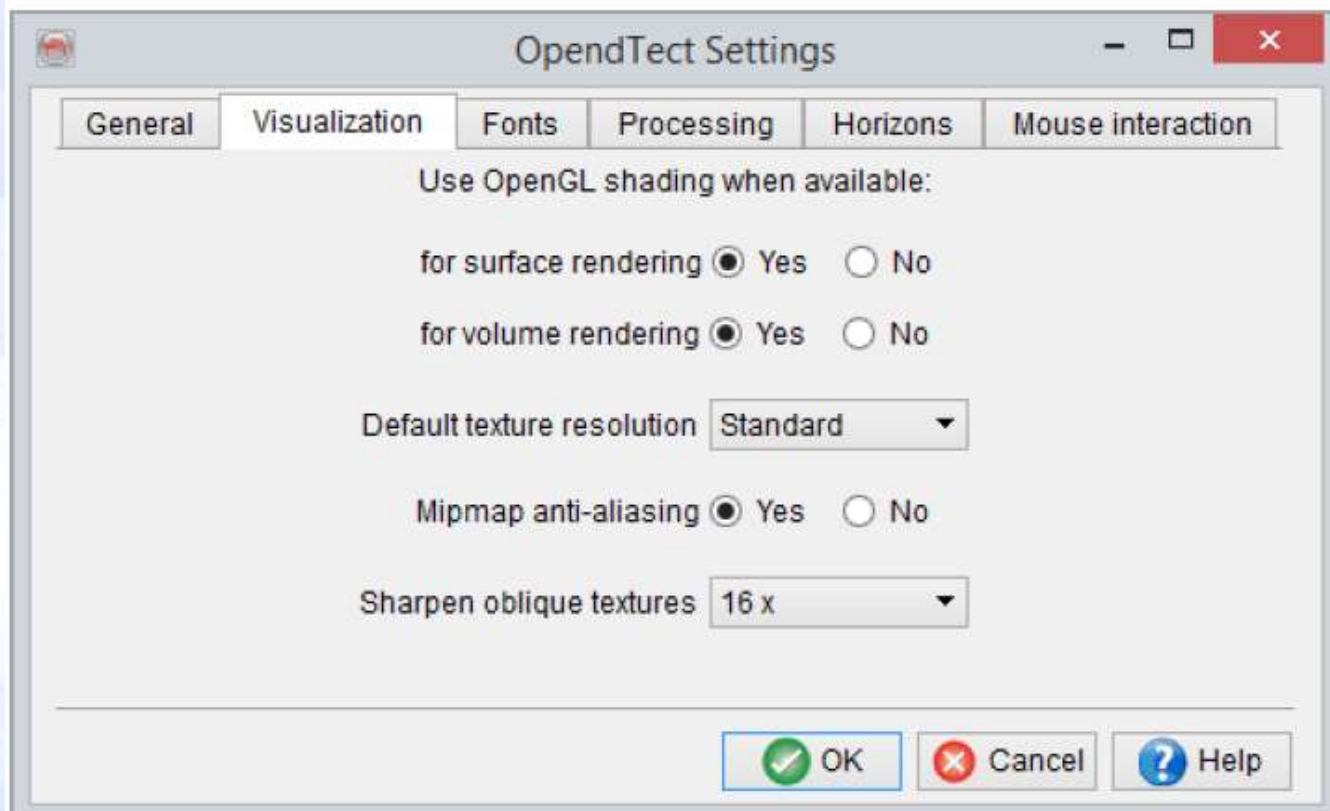 OpendTect Settings
General Visualization Fonts Processing Horizons Mouse interaction
Use OpenGL shading when available:
for surface rendering Yes No
for volume rendering Yes No
Default texture resolution Standard
Mipmap anti-aliasing Yes No
Sharpen oblique textures 16 x
OK Cancel Help